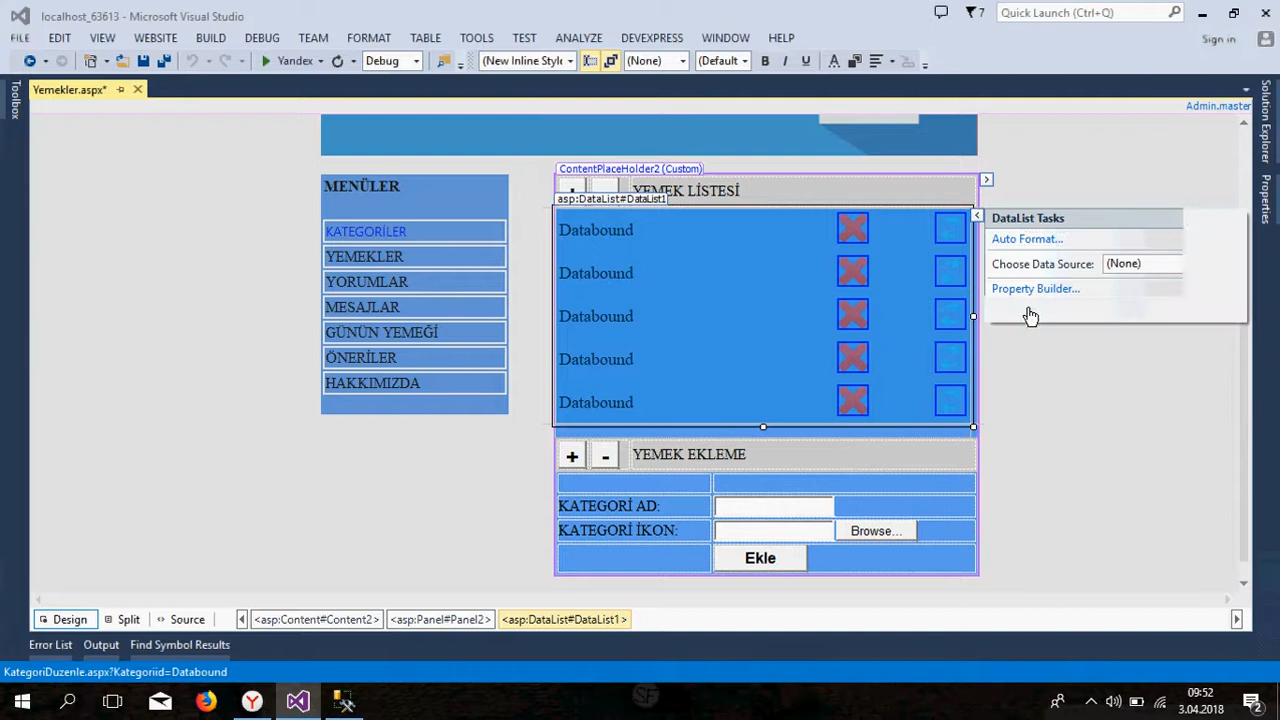 localhost_63613 - Microsoft Visual Studio
7
Quick Launch (Ctrl+Q)
FILE EDIT VIEW WEBSITE BUILD DEBUG TEAM FORMAT TABLE TOOLS TEST ANALYZE DEVEXPRESS WINDOW HELP
Sign in
Yandex
Debug
(New Inline Style
(None)
(Default
B I U A
Toolbox
Yemekler.aspx*
Admin.master
Solution Explorer
Properties
ContentPlaceHolder2 (Custom)
MENÜLER
YEMEK LİSTESİ
asp:DataList#DataList1
KATEGORİLER
YEMEKLER
YORUMLAR
MESAJLAR
GÜNÜN YEMEĞİ
ÖNERİLER
HAKKIMIZDA
Databound
Databound
Databound
Databound
Databound
DataList Tasks
Auto Format...
Choose Data Source: (None)
Property Builder...
+ - YEMEK EKLEME
KATEGORİ AD:
KATEGORİ İKON: Browse...
Ekle
Design Split Source
<asp:Content#Content2> <asp:Panel#Panel2> <asp:DataList#DataList1>
Error List Output Find Symbol Results
KategoriDuzenle.aspx?Kategoriid=Databound
SF
09:52
3.04.2018
2